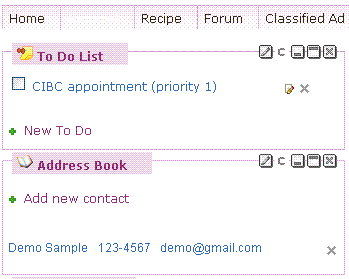 Home Recipe Forum Classified Ad
To Do List
CIBC appointment (priority 1)
New To Do
Address Book
Add new contact
Demo Sample 123-4567 demo@gmail.com